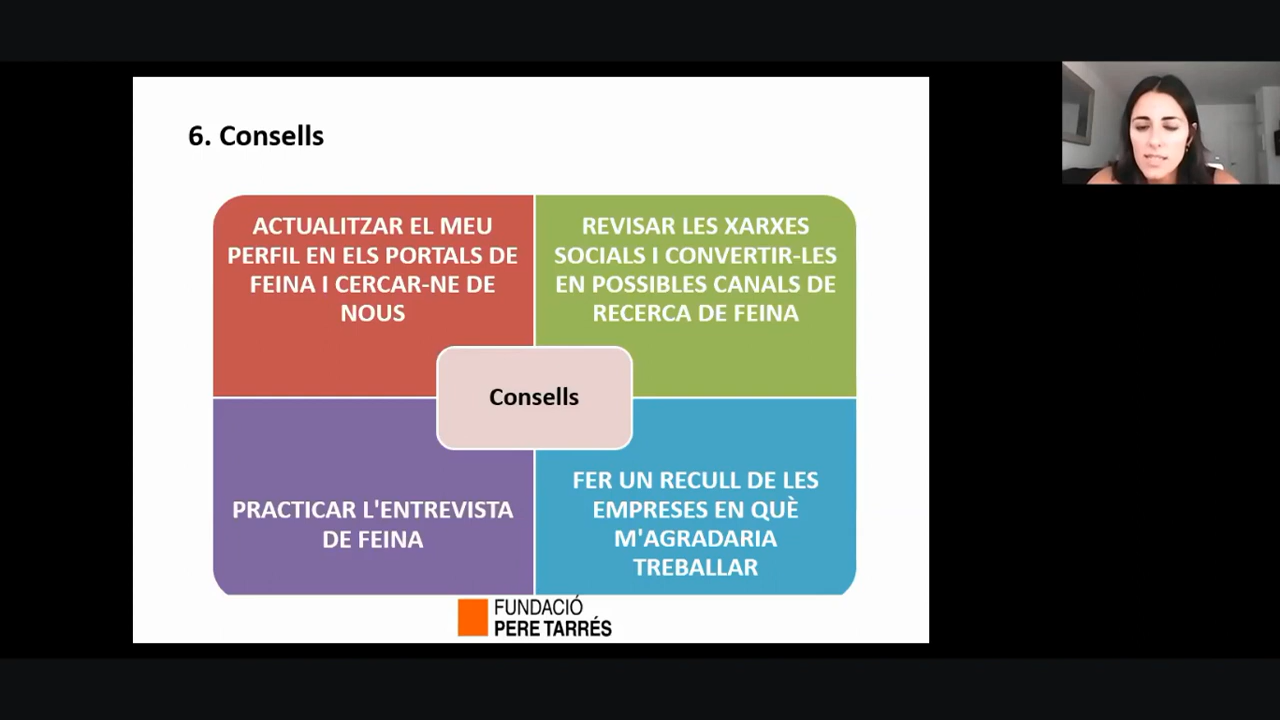 6. Consells
ACTUALITZAR EL MEU
PERFIL EN ELS PORTALS DE
FEINA I CERCAR-NE DE
NOUS
REVISAR LES XARXES
SOCIALS I CONVERTIR-LES
EN POSSIBLES CANALS DE
RECERCA DE FEINA
Consells
PRACTICAR L'ENTREVISTA
DE FEINA
FER UN RECULL DE LES
EMPRESES EN QUÈ
M'AGRADARIA
TREBALLAR
FUNDACIÓ
PERE TARRÉS